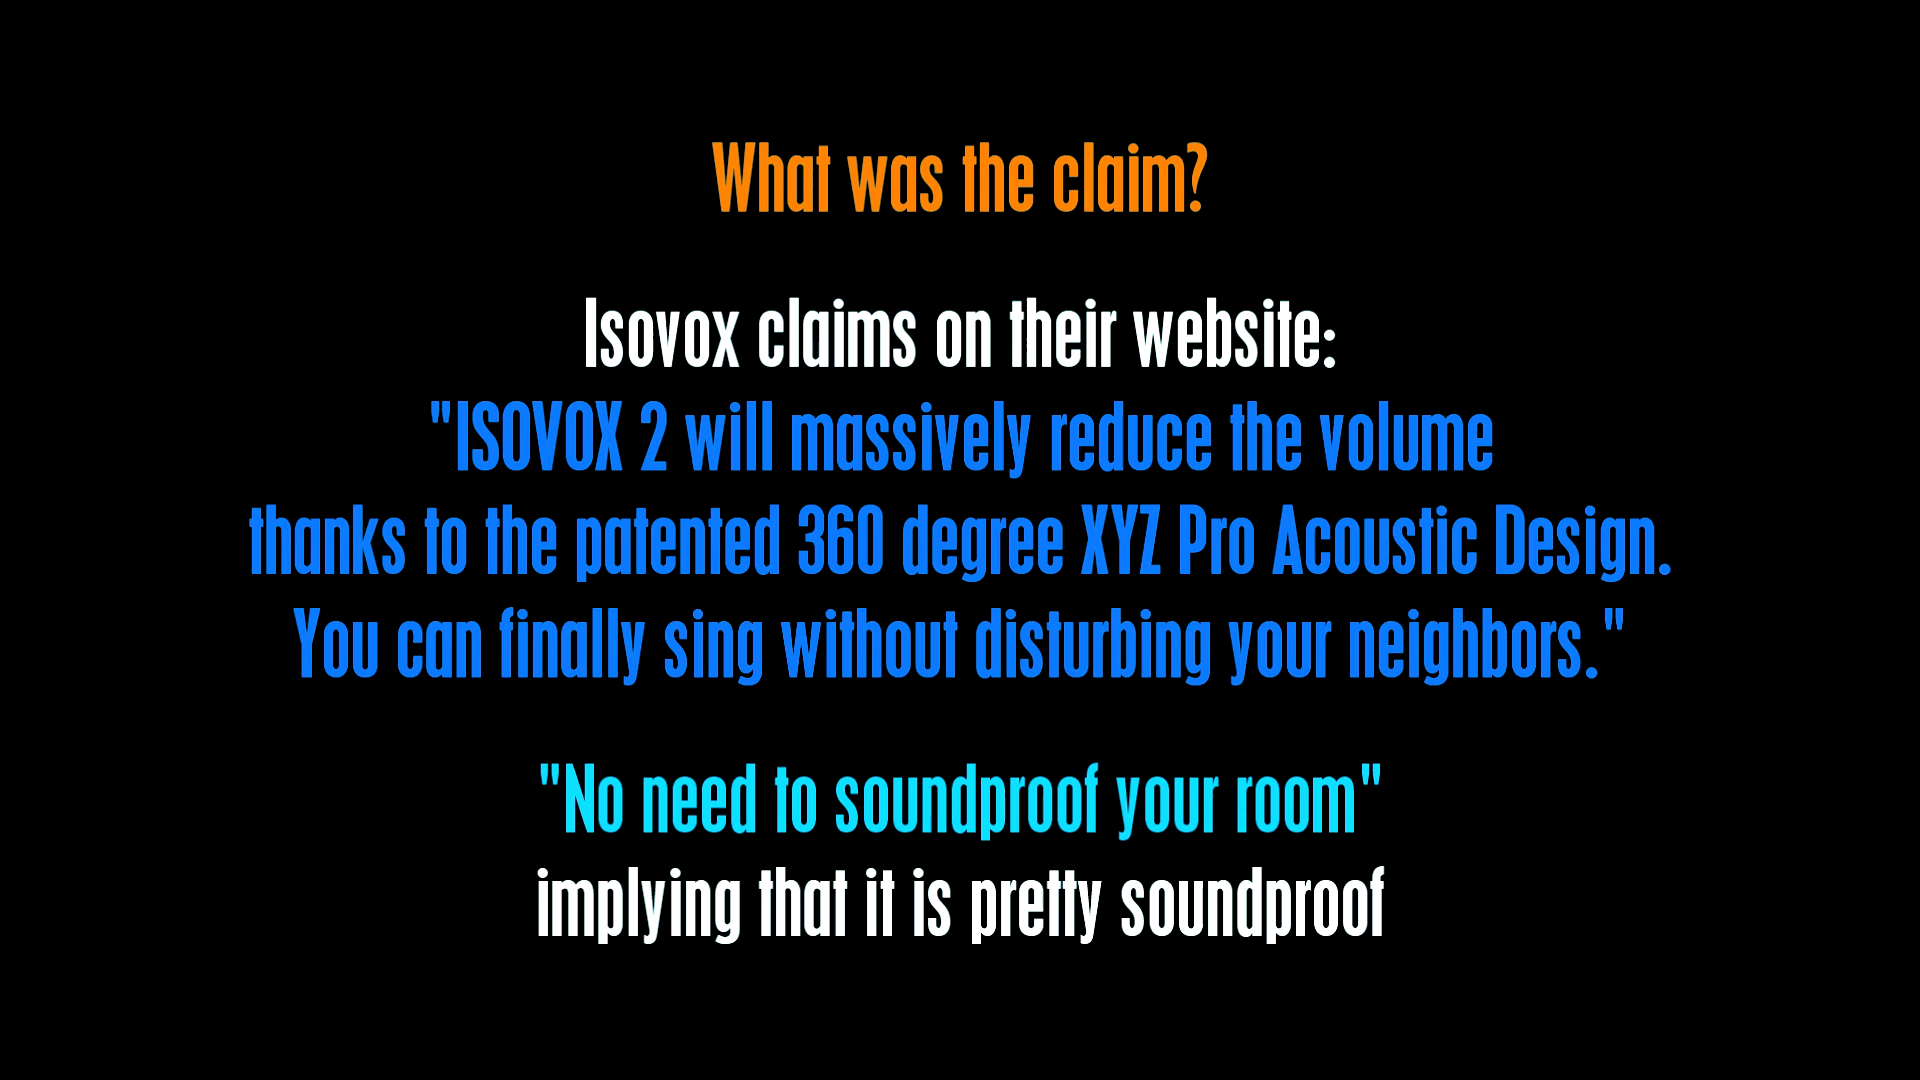 What was the claim?
Isovox claims on their website:
"ISOVOX 2 will massively reduce the volume
thanks to the patented 360 degree XYZ Pro Acoustic Design.
You can finally sing without disturbing your neighbors."
"No need to soundproof your room"
implying that it is pretty soundproof